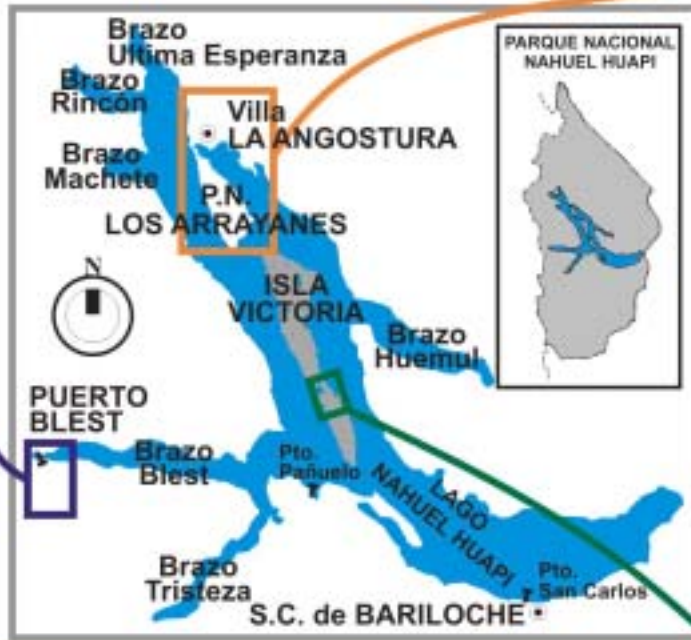 Brazo
Ultima Esperanza
Brazo
Rincón
Villa
LA ANGOSTURA
Brazo
Machete
P.N.
LOS ARRAYANES
N
ISLA
VICTORIA
Brazo
Huemul
PUERTO
BLEST
Brazo
Blest
Pto.
Pañuelo
LAGO
NAHUEL HUAPI
Brazo
Tristeza
Pto.
San Carlos
S.C. de BARILOCHE
PARQUE NACIONAL
NAHUEL HUAPI